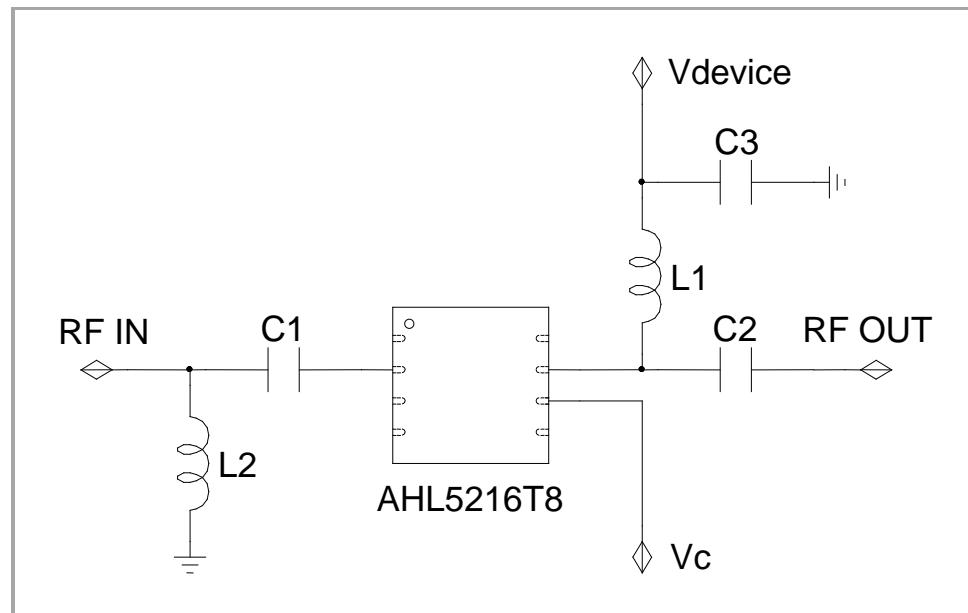 Vdevice
C3
L1
RF IN
C1
C2
RF OUT
L2
AHL5216T8
Vc